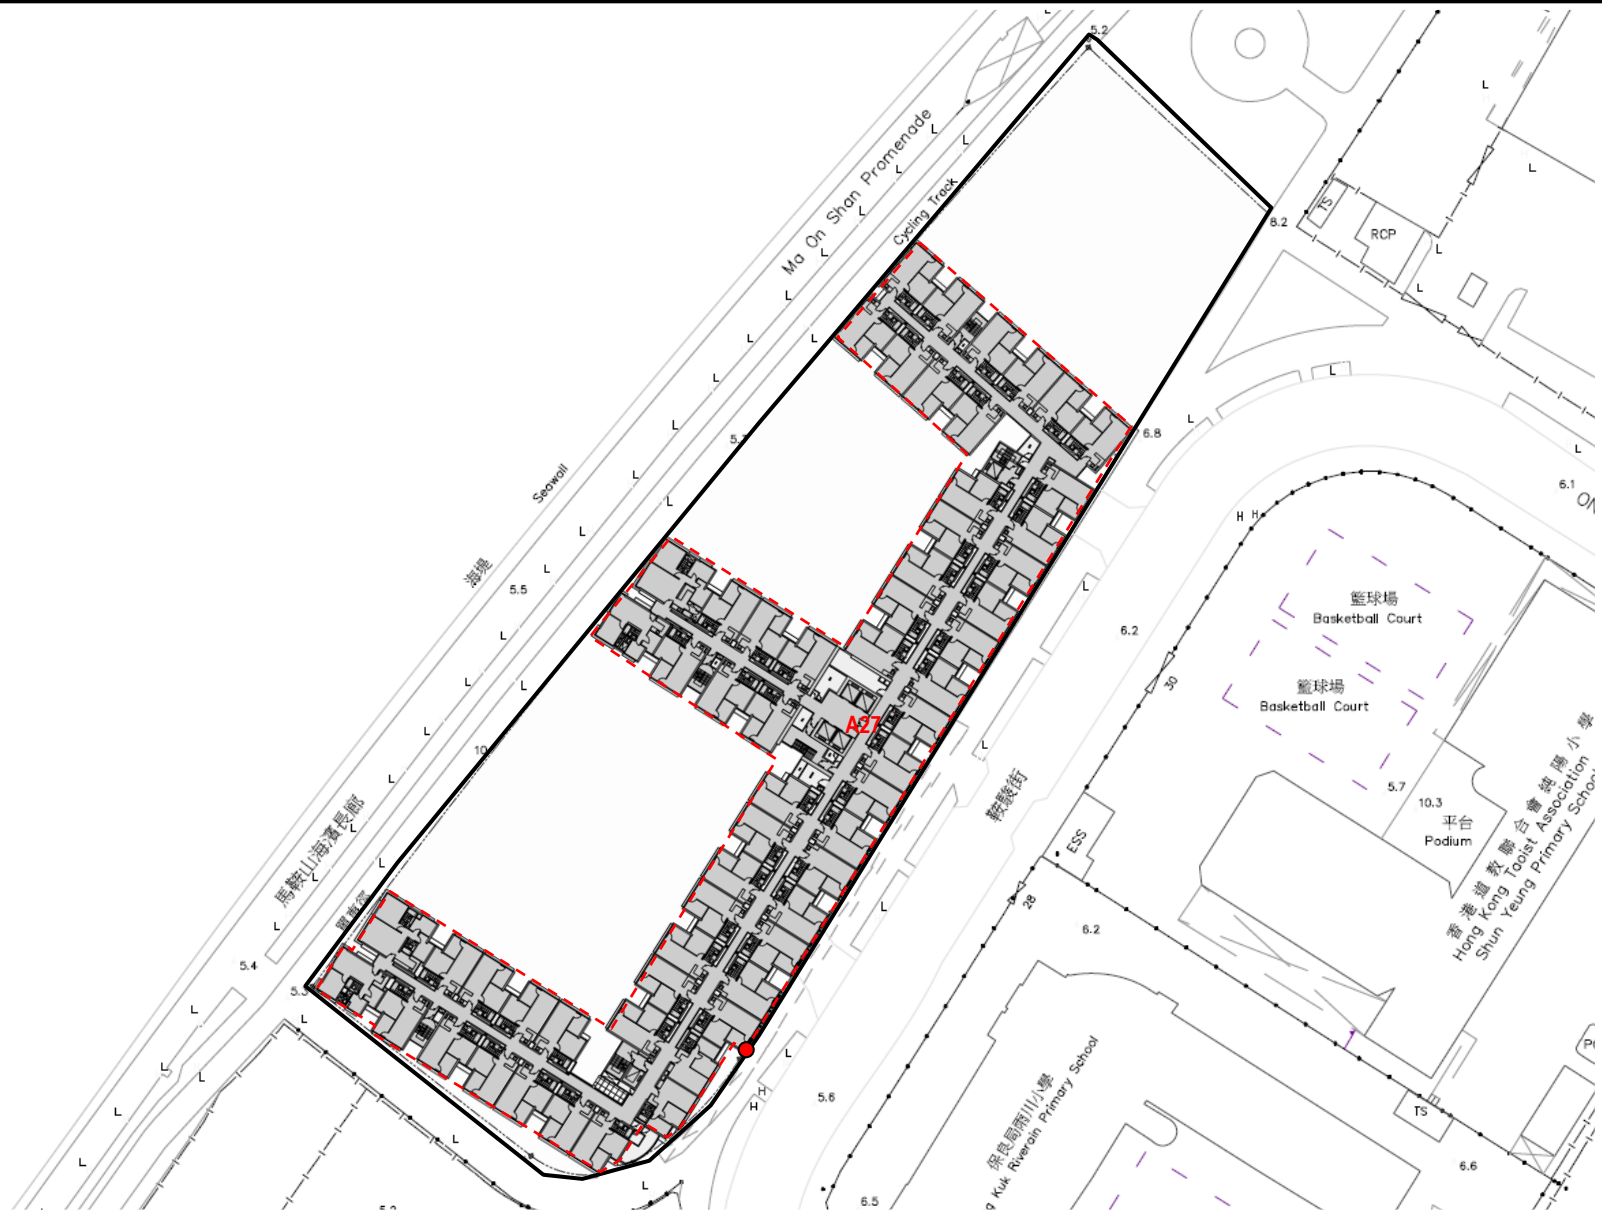 5.2
Ma On Shan Promenade
Cycling Track
8.2
TS
RCP
L
6.8
6.1
H H
Seawall
海堤
5.5
籃球場
Basketball Court
籃球場
Basketball Court
6.2
30
A27
10
5.7
10.3
平台
Podium
香港道教聯合會純陽小學
Hong Kong Taoist Association
Shun Yeung Primary School
鞍駿街
ESS
28
6.2
馬鞍山海濱長廊
5.4
5.6
H
H
保良局雨川小學
Kuk Riverain Primary School
TS
6.6
6.5